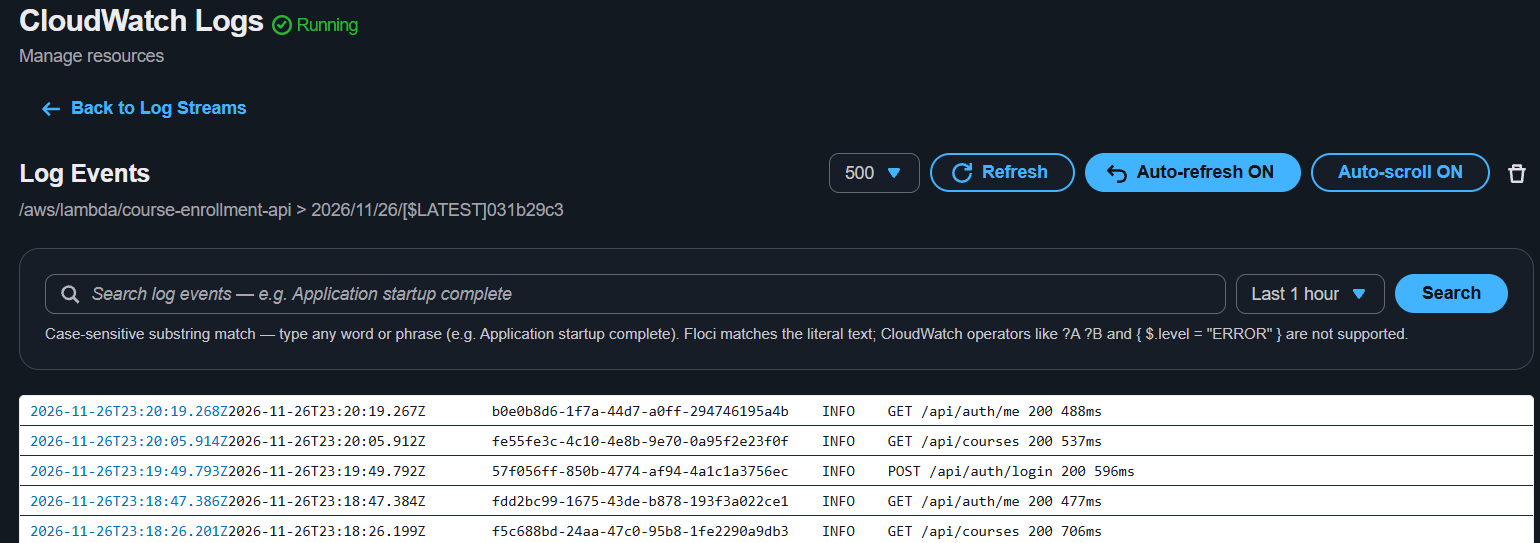 CloudWatch Logs Running
Manage resources
Back to Log Streams
Log Events
500 Refresh Auto-refresh ON Auto-scroll ON
/aws/lambda/course-enrollment-api > 2026/11/26/[$LATEST]031b29c3
Search log events — e.g. Application startup complete Last 1 hour Search
Case-sensitive substring match — type any word or phrase (e.g. Application startup complete). Floci matches the literal text; CloudWatch operators like ?A ?B and { $.level = "ERROR" } are not supported.
2026-11-26T23:20:19.268Z2026-11-26T23:20:19.267Z b0e0b8d6-1f7a-44d7-a0ff-294746195a4b INFO GET /api/auth/me 200 488ms
2026-11-26T23:20:05.914Z2026-11-26T23:20:05.912Z fe55fe3c-4c10-4e8b-9e70-0a95f2e23f0f INFO GET /api/courses 200 537ms
2026-11-26T23:19:49.793Z2026-11-26T23:19:49.792Z 57f056ff-850b-4774-af94-4a1c1a3756ec INFO POST /api/auth/login 200 596ms
2026-11-26T23:18:47.386Z2026-11-26T23:18:47.384Z fdd2bc99-1675-43de-b878-193f3a022ce1 INFO GET /api/auth/me 200 477ms
2026-11-26T23:18:26.201Z2026-11-26T23:18:26.199Z f5c688bd-24aa-47c0-95b8-1fe2290a9db3 INFO GET /api/courses 200 706ms